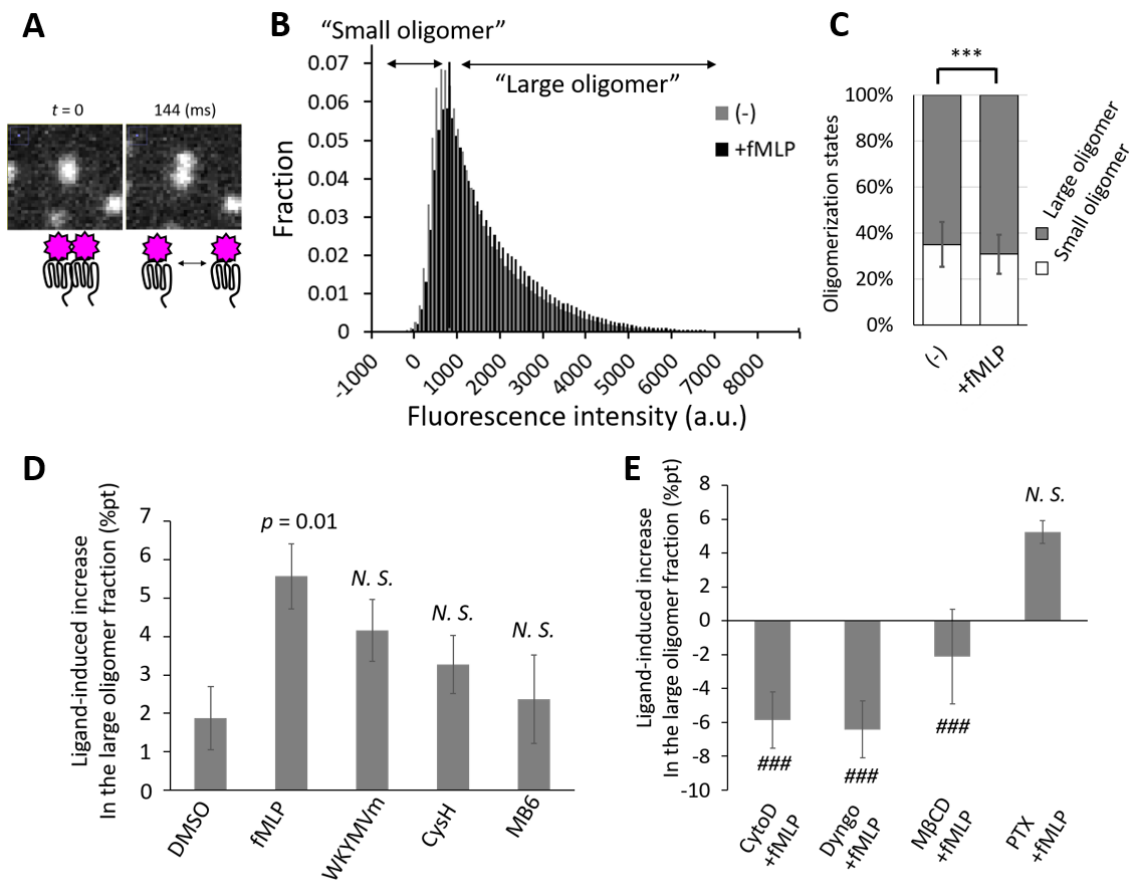 A
t = 0
144 (ms)
B
“Small oligomer”
“Large oligomer”
(-)
+fMLP
0.07
0.06
0.05
0.04
0.03
0.02
0.01
0
Fraction
-1000
0
1000
2000
3000
4000
5000
6000
7000
8000
Fluorescence intensity (a.u.)
C
***
100%
80%
60%
40%
20%
0%
Oligomerization states
(-)
+fMLP
Large oligomer
Small oligomer
D
Ligand-induced increase
In the large oligomer fraction (%pt)
7
6
5
4
3
2
1
0
p = 0.01
N. S.
N. S.
N. S.
DMSO
fMLP
WKYMVm
CysH
MB6
E
Ligand-induced increase
In the large oligomer fraction (%pt)
8
6
4
2
0
-2
-4
-6
-8
-10
N. S.
###
###
###
CytoD
+fMLP
Dyngo
+fMLP
MβCD
+fMLP
PTX
+fMLP